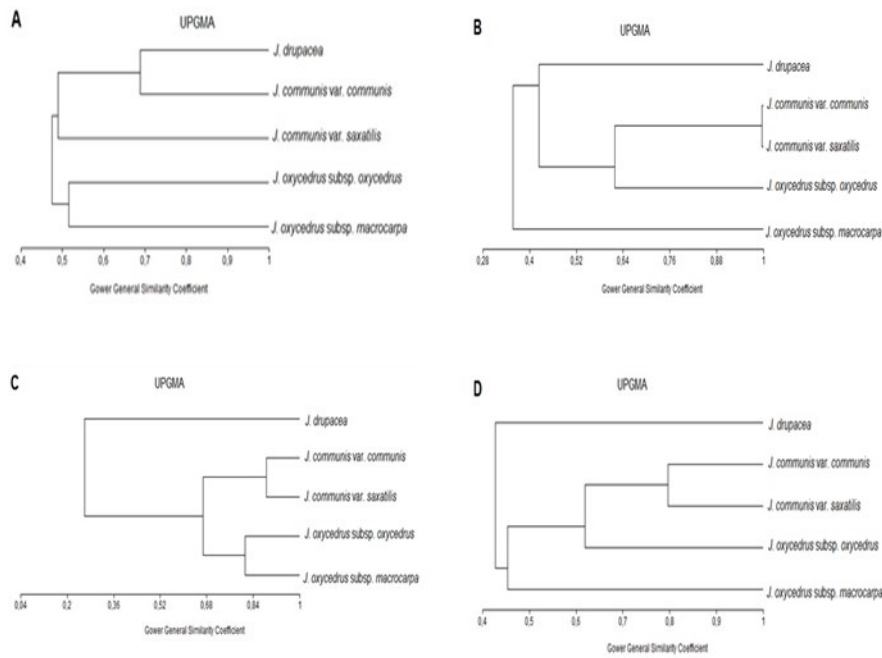 A
UPGMA
J. drupacea
J. communis var. communis
J. communis var. saxatilis
J. oxycedrus subsp. oxycedrus
J. oxycedrus subsp. macrocarpa
0,4 0,5 0,6 0,7 0,8 0,9 1
Gower General Similarity Coefficient
B
UPGMA
J. drupacea
J. communis var. communis
J. communis var. saxatilis
J. oxycedrus subsp. oxycedrus
J. oxycedrus subsp. macrocarpa
0,28 0,4 0,52 0,64 0,76 0,88 1
Gower General Similarity Coefficient
C
UPGMA
J. drupacea
J. communis var. communis
J. communis var. saxatilis
J. oxycedrus subsp. oxycedrus
J. oxycedrus subsp. macrocarpa
0,04 0,2 0,36 0,52 0,68 0,84 1
Gower General Similarity Coefficient
D
UPGMA
J. drupacea
J. communis var. communis
J. communis var. saxatilis
J. oxycedrus subsp. oxycedrus
J. oxycedrus subsp. macrocarpa
0,4 0,5 0,6 0,7 0,8 0,9 1
Gower General Similarity Coefficient